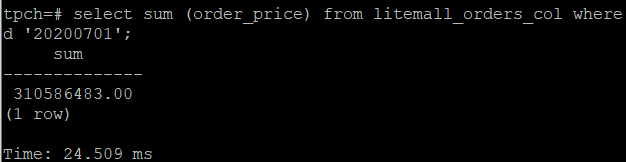 tpch=# select sum (order_price) from litemall_orders_col where
d '20200701';
sum
--------------
310586483.00
(1 row)
Time: 24.509 ms